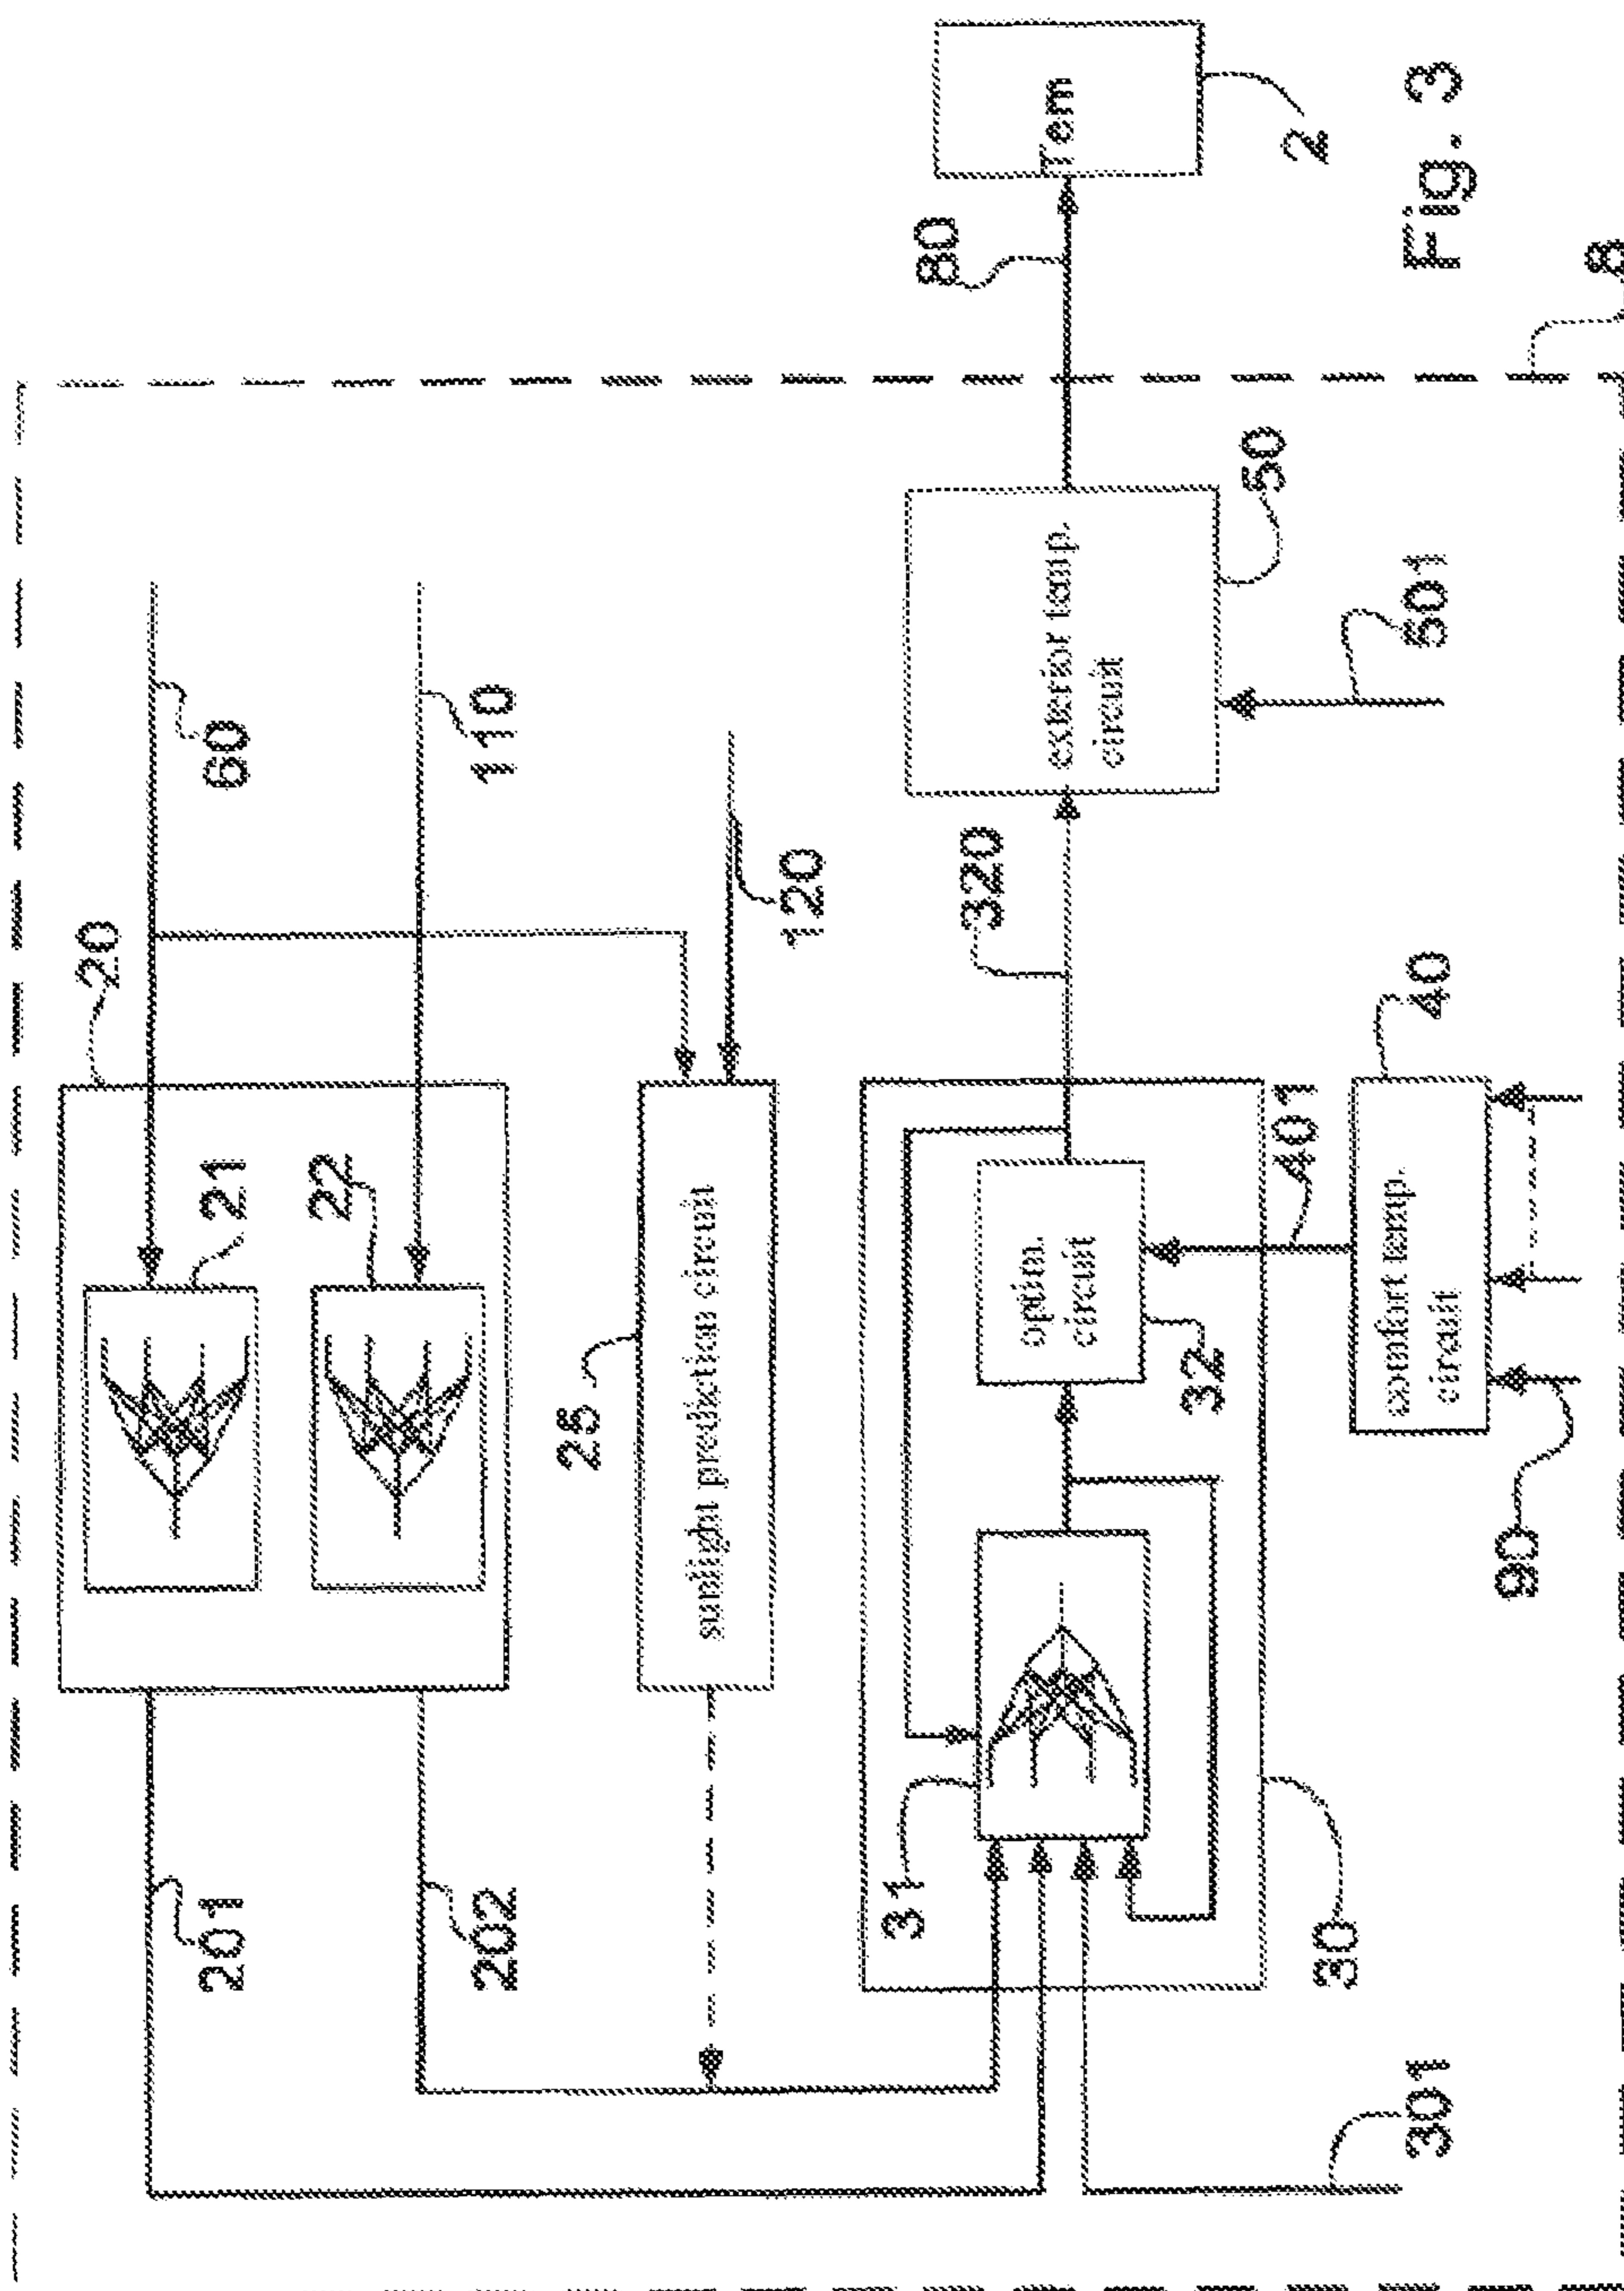 20
60
21
22
110
201
202
25
sunlight prediction circuit
120
31
optim.
circuit
32
320
exterior temp.
circuit
50
501
80
Tem
2
30
401
40
comfort temp.
circuit
90
301
8
Fig. 3